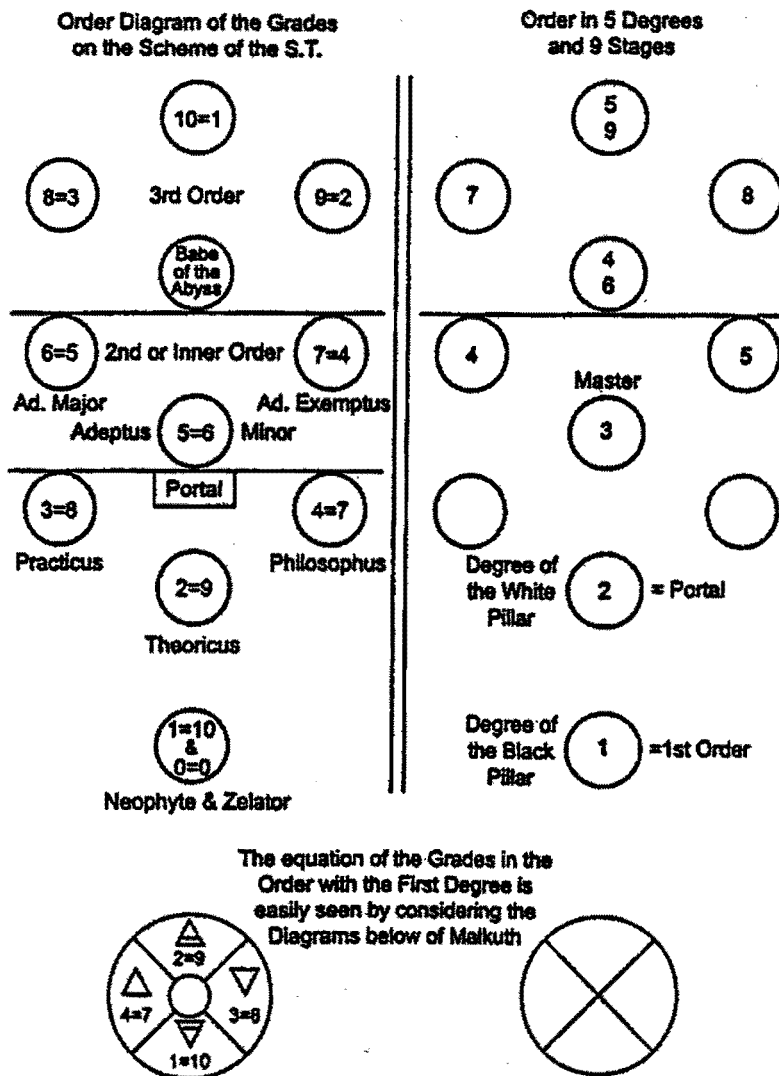 Order Diagram of the Grades
on the Scheme of the S.T.
10=1
8=3
3rd Order
9=2
Babe
of the
Abyss
6=5
2nd or Inner Order
7=4
Ad. Major
Ad. Exemptus
Adeptus
5=6
Minor
Portal
3=8
4=7
Practicus
Philosophus
2=9
Theoricus
1=10
&
0=0
Neophyte & Zelator
Order in 5 Degrees
and 9 Stages
5
9
7
8
4
6
4
5
Master
3
Degree of
the White
Pillar
2
= Portal
Degree of
the Black
Pillar
1
=1st Order
The equation of the Grades in the
Order with the First Degree is
easily seen by considering the
Diagrams below of Malkuth
2=9
4=7
3=8
1=10